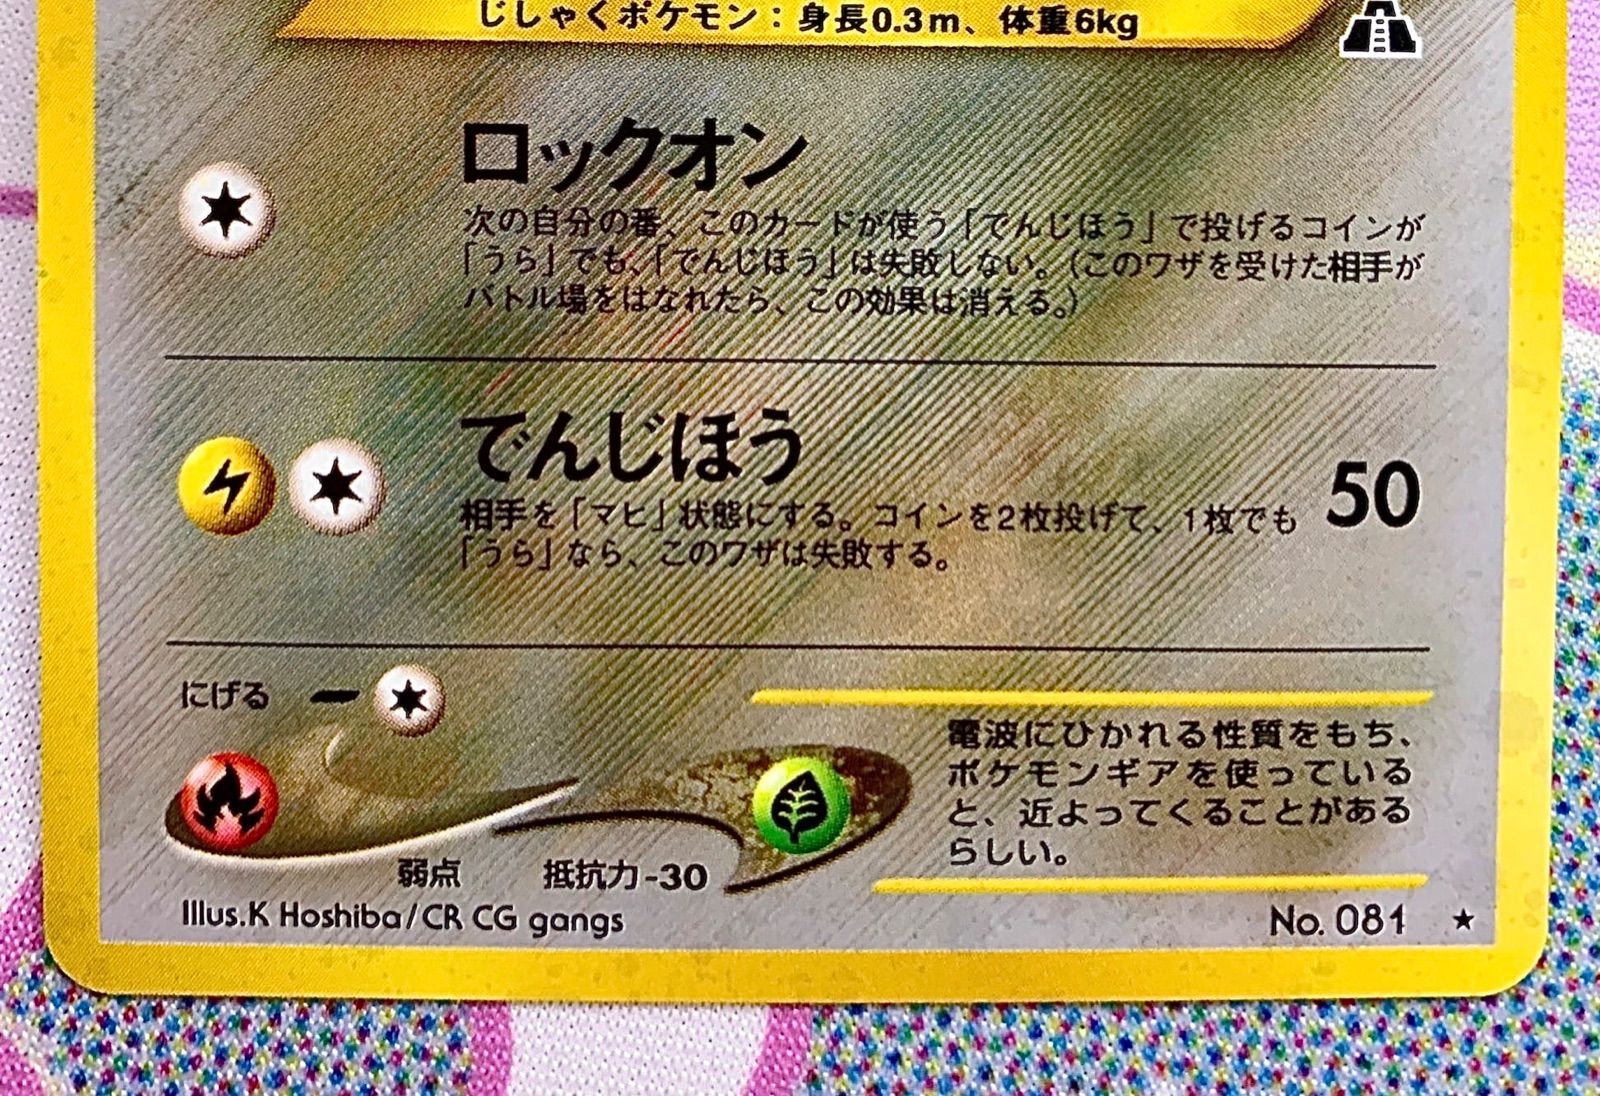 じしゃくポケモン：身長0.3m、体重6kg
ロックオン
次の自分の番、このカードが使う「でんじほう」で投げるコインが
「うら」でも、「でんじほう」は失敗しない。（このワザを受けた相手が
バトル場をはなれたら、この効果は消える。）
でんじほう
50
相手を「マヒ」状態にする。コインを2枚投げて、1枚でも
「うら」なら、このワザは失敗する。
にげる
電波にひかれる性質をもち、
ポケモンギアを使っている
と、近よってくることがある
らしい。
弱点
抵抗力-30
Illus.K Hoshiba/CR CG gangs
No. 081 ★